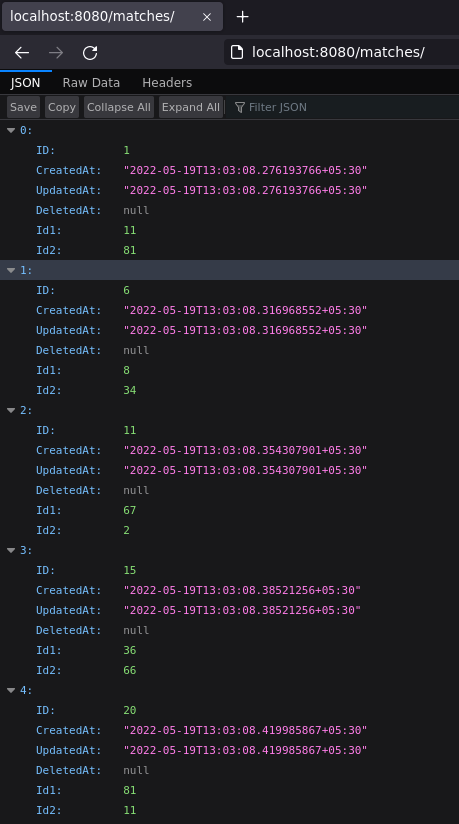 localhost:8080/matches/
localhost:8080/matches/
JSON Raw Data Headers
Save Copy Collapse All Expand All Filter JSON
0:
ID: 1
CreatedAt: "2022-05-19T13:03:08.276193766+05:30"
UpdatedAt: "2022-05-19T13:03:08.276193766+05:30"
DeletedAt: null
Id1: 11
Id2: 81
1:
ID: 6
CreatedAt: "2022-05-19T13:03:08.316968552+05:30"
UpdatedAt: "2022-05-19T13:03:08.316968552+05:30"
DeletedAt: null
Id1: 8
Id2: 34
2:
ID: 11
CreatedAt: "2022-05-19T13:03:08.354307901+05:30"
UpdatedAt: "2022-05-19T13:03:08.354307901+05:30"
DeletedAt: null
Id1: 67
Id2: 2
3:
ID: 15
CreatedAt: "2022-05-19T13:03:08.38521256+05:30"
UpdatedAt: "2022-05-19T13:03:08.38521256+05:30"
DeletedAt: null
Id1: 36
Id2: 66
4:
ID: 20
CreatedAt: "2022-05-19T13:03:08.419985867+05:30"
UpdatedAt: "2022-05-19T13:03:08.419985867+05:30"
DeletedAt: null
Id1: 81
Id2: 11